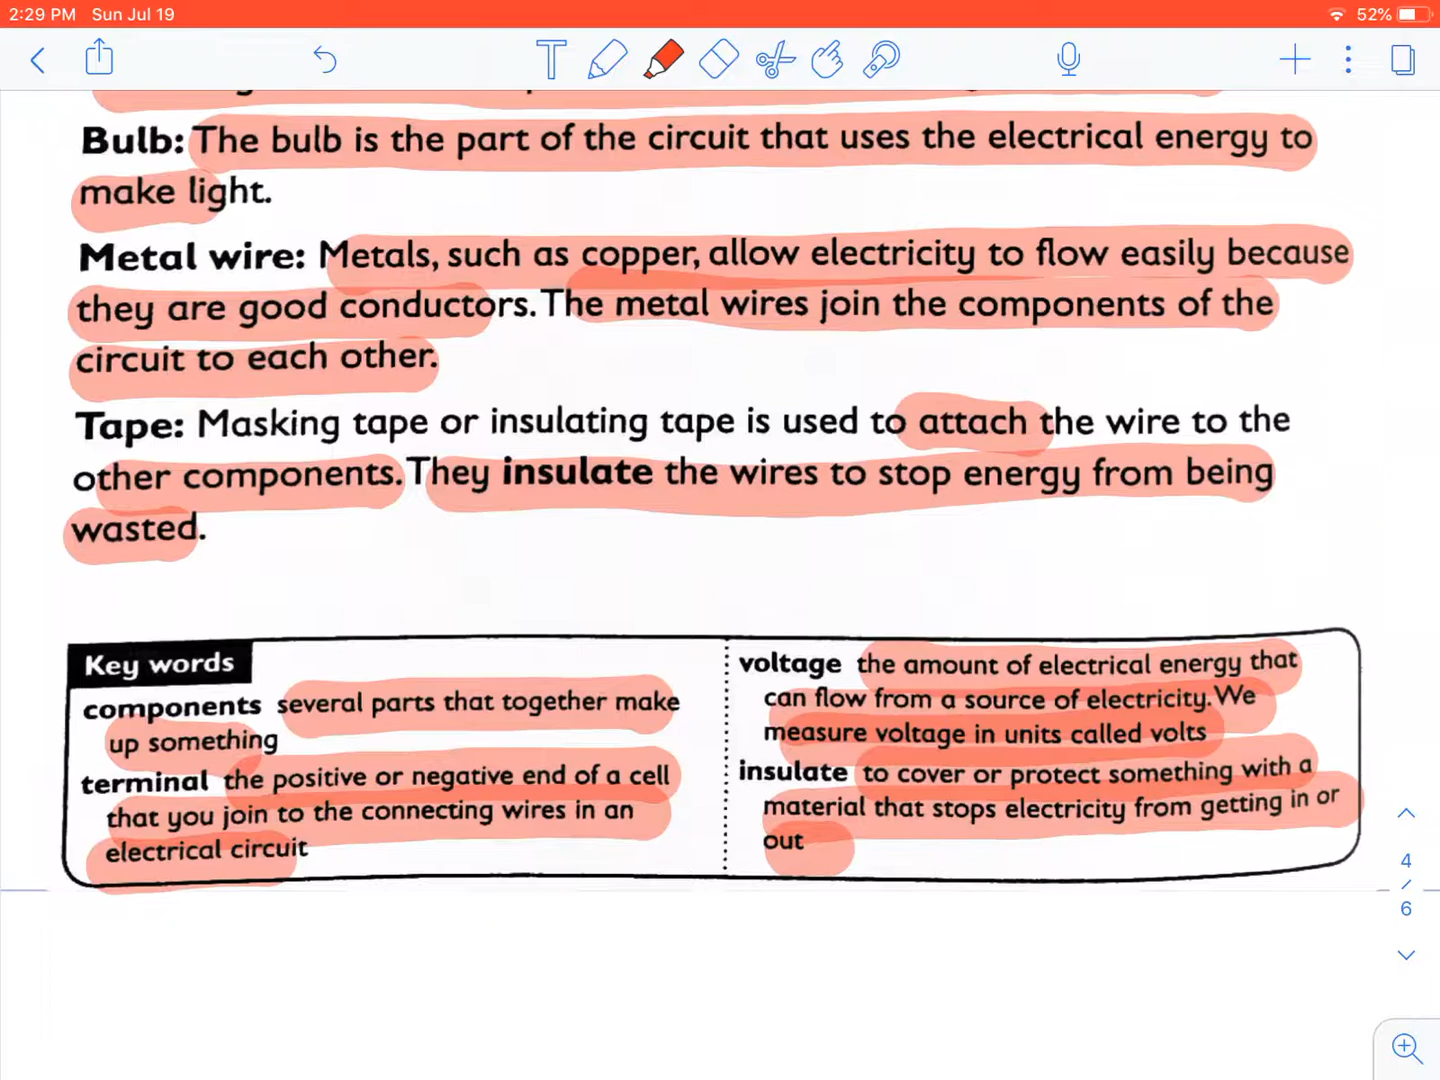 2:29 PM Sun Jul 19 52%
Bulb: The bulb is the part of the circuit that uses the electrical energy to
make light.
Metal wire: Metals, such as copper, allow electricity to flow easily because
they are good conductors. The metal wires join the components of the
circuit to each other.
Tape: Masking tape or insulating tape is used to attach the wire to the
other components. They insulate the wires to stop energy from being
wasted.
Key words
components several parts that together make
up something
terminal the positive or negative end of a cell
that you join to the connecting wires in an
electrical circuit
voltage the amount of electrical energy that
can flow from a source of electricity. We
measure voltage in units called volts
insulate to cover or protect something with a
material that stops electricity from getting in or
out
4
/
6